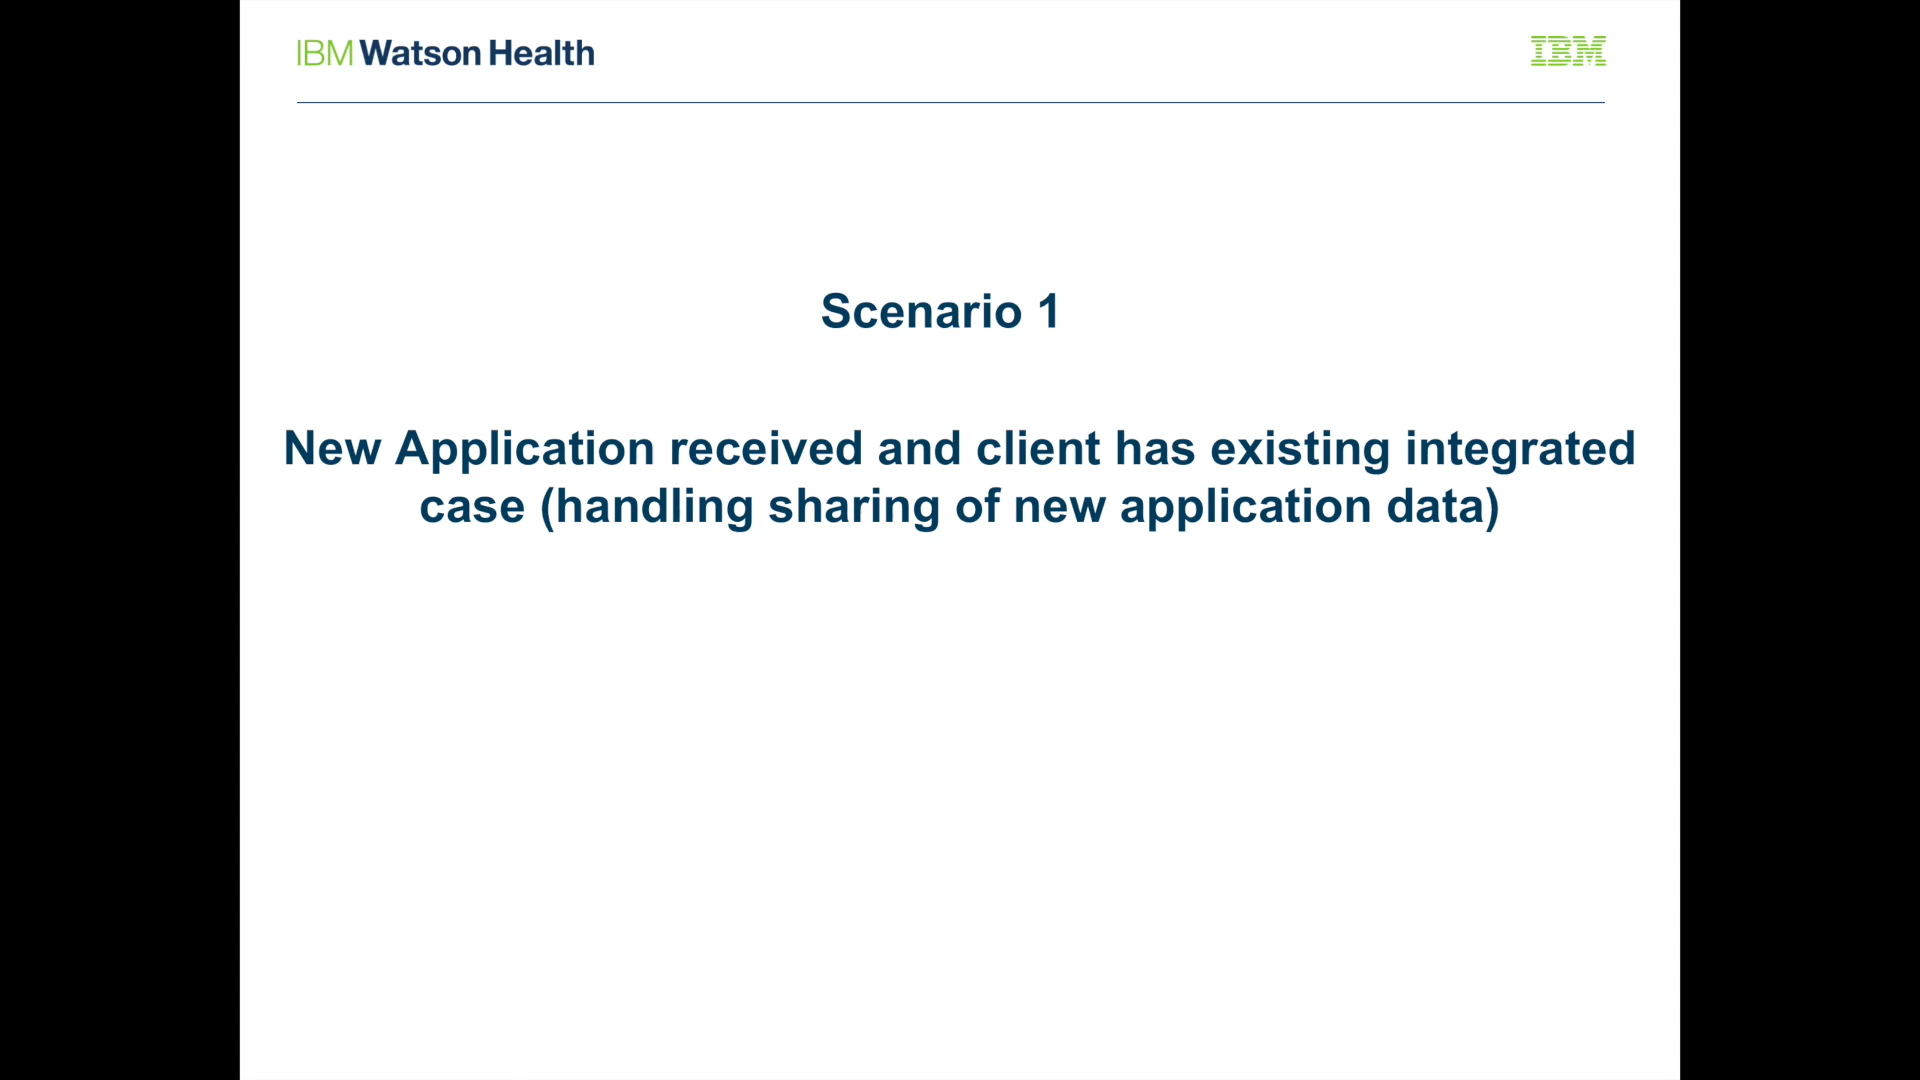 IBM Watson Health
IBM
Scenario 1
New Application received and client has existing integrated
case (handling sharing of new application data)